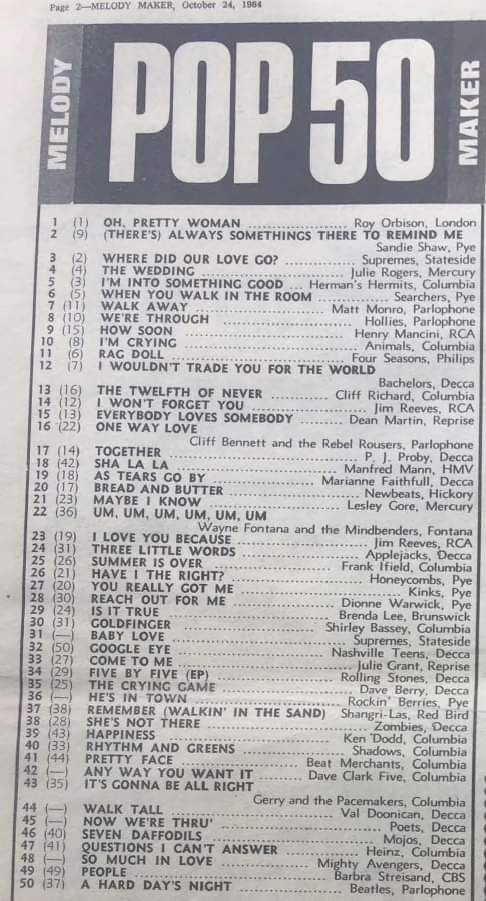 Page 2—MELODY MAKER, October 24, 1964
MELODY
POP 50
MAKER
1 (1) OH, PRETTY WOMAN .................... Roy Orbison, London
2 (9) (THERE'S) ALWAYS SOMETHINGS THERE TO REMIND ME
Sandie Shaw, Pye
3 (2) WHERE DID OUR LOVE GO? ................ Supremes, Stateside
4 (4) THE WEDDING .......................... Julie Rogers, Mercury
5 (3) I'M INTO SOMETHING GOOD ... Herman's Hermits, Columbia
6 (5) WHEN YOU WALK IN THE ROOM ............ Searchers, Pye
7 (11) WALK AWAY .......................... Matt Monro, Parlophone
8 (10) WE'RE THROUGH ........................ Hollies, Parlophone
9 (15) HOW SOON ............................ Henry Mancini, RCA
10 (8) I'M CRYING ............................ Animals, Columbia
11 (6) RAG DOLL ............................ Four Seasons, Philips
12 (7) I WOULDN'T TRADE YOU FOR THE WORLD
Bachelors, Decca
13 (16) THE TWELFTH OF NEVER .............. Cliff Richard, Columbia
14 (12) I WON'T FORGET YOU .................... Jim Reeves, RCA
15 (13) EVERYBODY LOVES SOMEBODY ........ Dean Martin, Reprise
16 (22) ONE WAY LOVE
Cliff Bennett and the Rebel Rousers, Parlophone
17 (14) TOGETHER ............................ P. J. Proby, Decca
18 (42) SHA LA LA ............................ Manfred Mann, HMV
19 (18) AS TEARS GO BY .................... Marianne Faithfull, Decca
20 (17) BREAD AND BUTTER .................... Newbeats, Hickory
21 (23) MAYBE I KNOW ........................ Lesley Gore, Mercury
22 (36) UM, UM, UM, UM, UM, UM
Wayne Fontana and the Mindbenders, Fontana
23 (19) I LOVE YOU BECAUSE .................... Jim Reeves, RCA
24 (31) THREE LITTLE WORDS .................... Applejacks, Decca
25 (26) SUMMER IS OVER .................... Frank Ifield, Columbia
26 (21) HAVE I THE RIGHT? ........................ Honeycombs, Pye
27 (20) YOU REALLY GOT ME ........................ Kinks, Pye
28 (30) REACH OUT FOR ME .................... Dionne Warwick, Pye
29 (24) IS IT TRUE ............................ Brenda Lee, Brunswick
30 (31) GOLDFINGER ........................ Shirley Bassey, Columbia
31 (—) BABY LOVE ............................ Supremes, Stateside
32 (50) GOOGLE EYE ........................ Nashville Teens, Decca
33 (27) COME TO ME ............................ Julie Grant, Reprise
34 (29) FIVE BY FIVE (EP) .................... Rolling Stones, Decca
35 (25) THE CRYING GAME ........................ Dave Berry, Decca
36 (—) HE'S IN TOWN ........................ Rockin' Berries, Pye
37 (38) REMEMBER (WALKIN' IN THE SAND) Shangri-Las, Red Bird
38 (28) SHE'S NOT THERE ........................ Zombies, Decca
39 (43) HAPPINESS ............................ Ken Dodd, Columbia
40 (33) RHYTHM AND GREENS .................... Shadows, Columbia
41 (44) PRETTY FACE .................... Beat Merchants, Columbia
42 (—) ANY WAY YOU WANT IT ........ Dave Clark Five, Columbia
43 (35) IT'S GONNA BE ALL RIGHT
Gerry and the Pacemakers, Columbia
44 (—) WALK TALL ............................ Val Doonican, Decca
45 (—) NOW WE'RE THRU' ........................ Poets, Decca
46 (40) SEVEN DAFFODILS ........................ Mojos, Decca
47 (41) QUESTIONS I CAN'T ANSWER ............ Heinz, Columbia
48 (—) SO MUCH IN LOVE .................... Mighty Avengers, Decca
49 (49) PEOPLE ............................ Barbra Streisand, CBS
50 (37) A HARD DAY'S NIGHT ................ Beatles, Parlophone